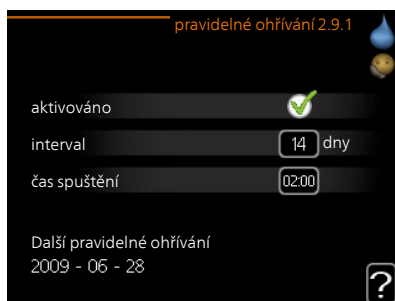 pravidelné ohřívání 2.9.1
aktivováno
interval 14 dny
čas spuštění 02:00
Další pravidelné ohřívání
2009 - 06 - 28
?